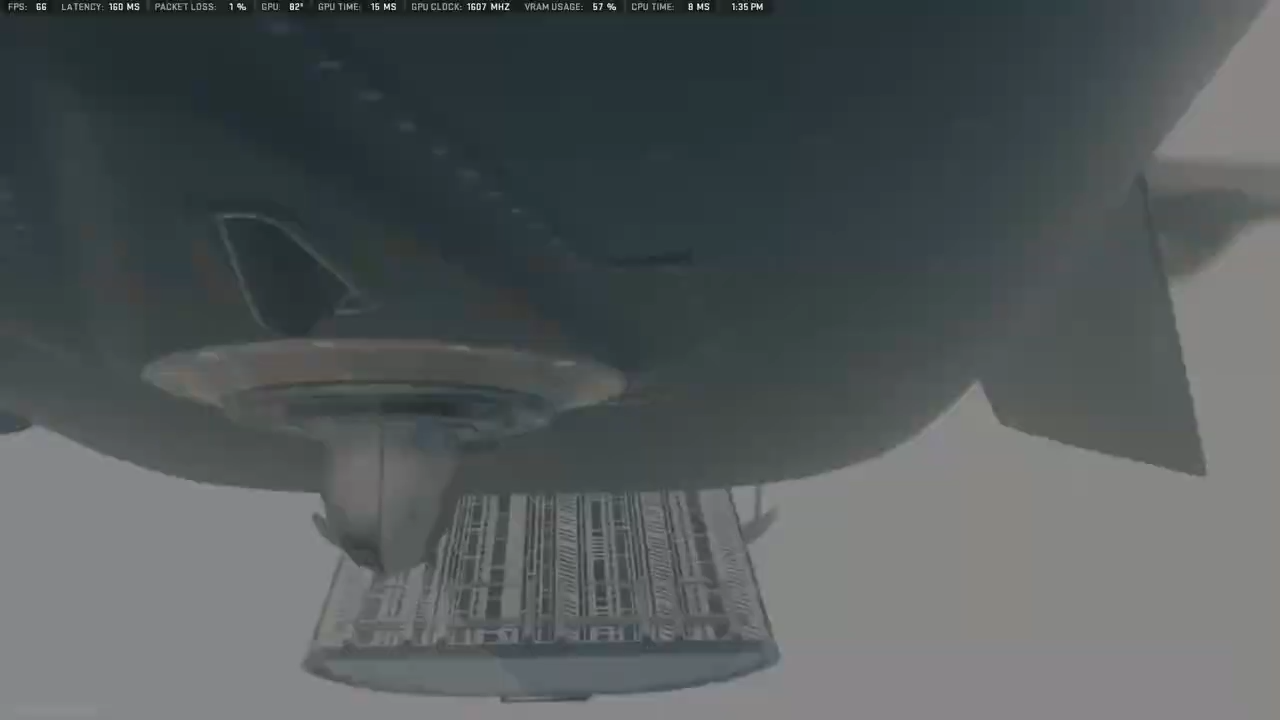 FPS: 66 LATENCY: 160 MS PACKET LOSS: 1 % GPU: 82° GPU TIME: 15 MS GPU CLOCK: 1607 MHZ VRAM USAGE: 57 % CPU TIME: 8 MS 1:35 PM